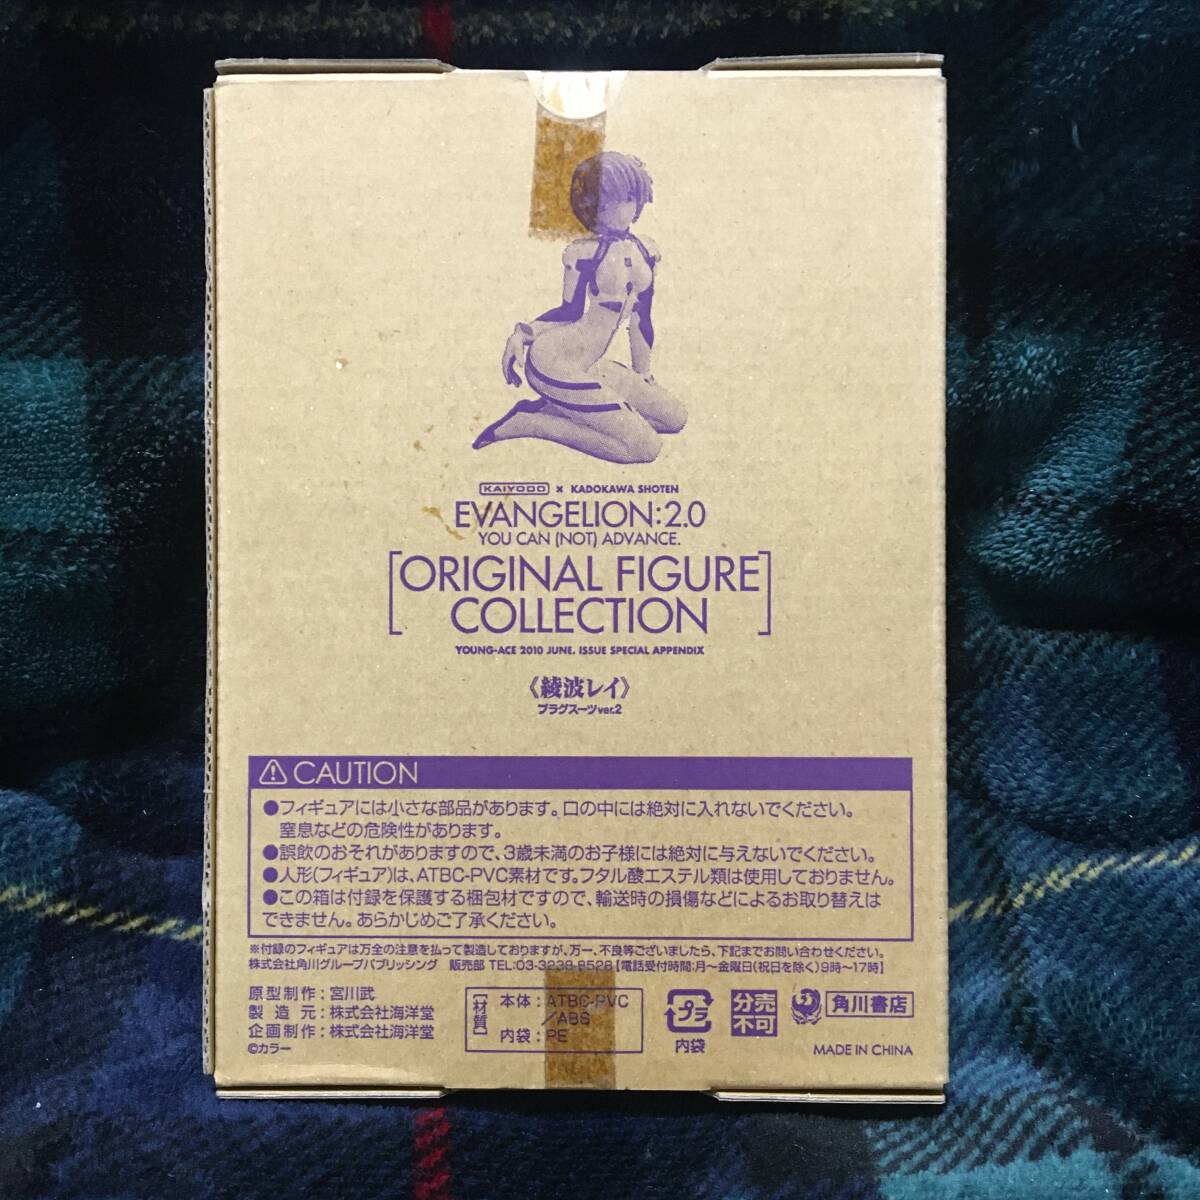 KAIYODO × KADOKAWA SHOTEN
EVANGELION:2.0
YOU CAN (NOT) ADVANCE.
[ORIGINAL FIGURE
COLLECTION]
YOUNG-ACE 2010 JUNE. ISSUE SPECIAL APPENDIX
《綾波レイ》
プラグスーツver.2
⚠ CAUTION
●フィギュアには小さな部品があります。口の中には絶対に入れないでください。
窒息などの危険性があります。
●誤飲のおそれがありますので、3歳未満のお子様には絶対に与えないでください。
●人形(フィギュア)は、ATBC-PVC素材です。フタル酸エステル類は使用しておりません。
●この箱は付録を保護する梱包材ですので、輸送時の損傷などによるお取り替えは
できません。あらかじめご了承ください。
※付録のフィギュアは万全の注意を払って製造しておりますが、万一、不良等ございましたら、下記までお問い合わせください。
株式会社角川グループパブリッシング 販売部 TEL:03-3238-8528【電話受付時間:月～金曜日(祝日を除く)9時～17時】
原型制作：宮川武
製造元：株式会社海洋堂
企画制作：株式会社海洋堂
©カラー
【材質】
本体：ATBC-PVC
／ABS
内袋：PE
プラ
内袋
分売
不可
角川書店
MADE IN CHINA